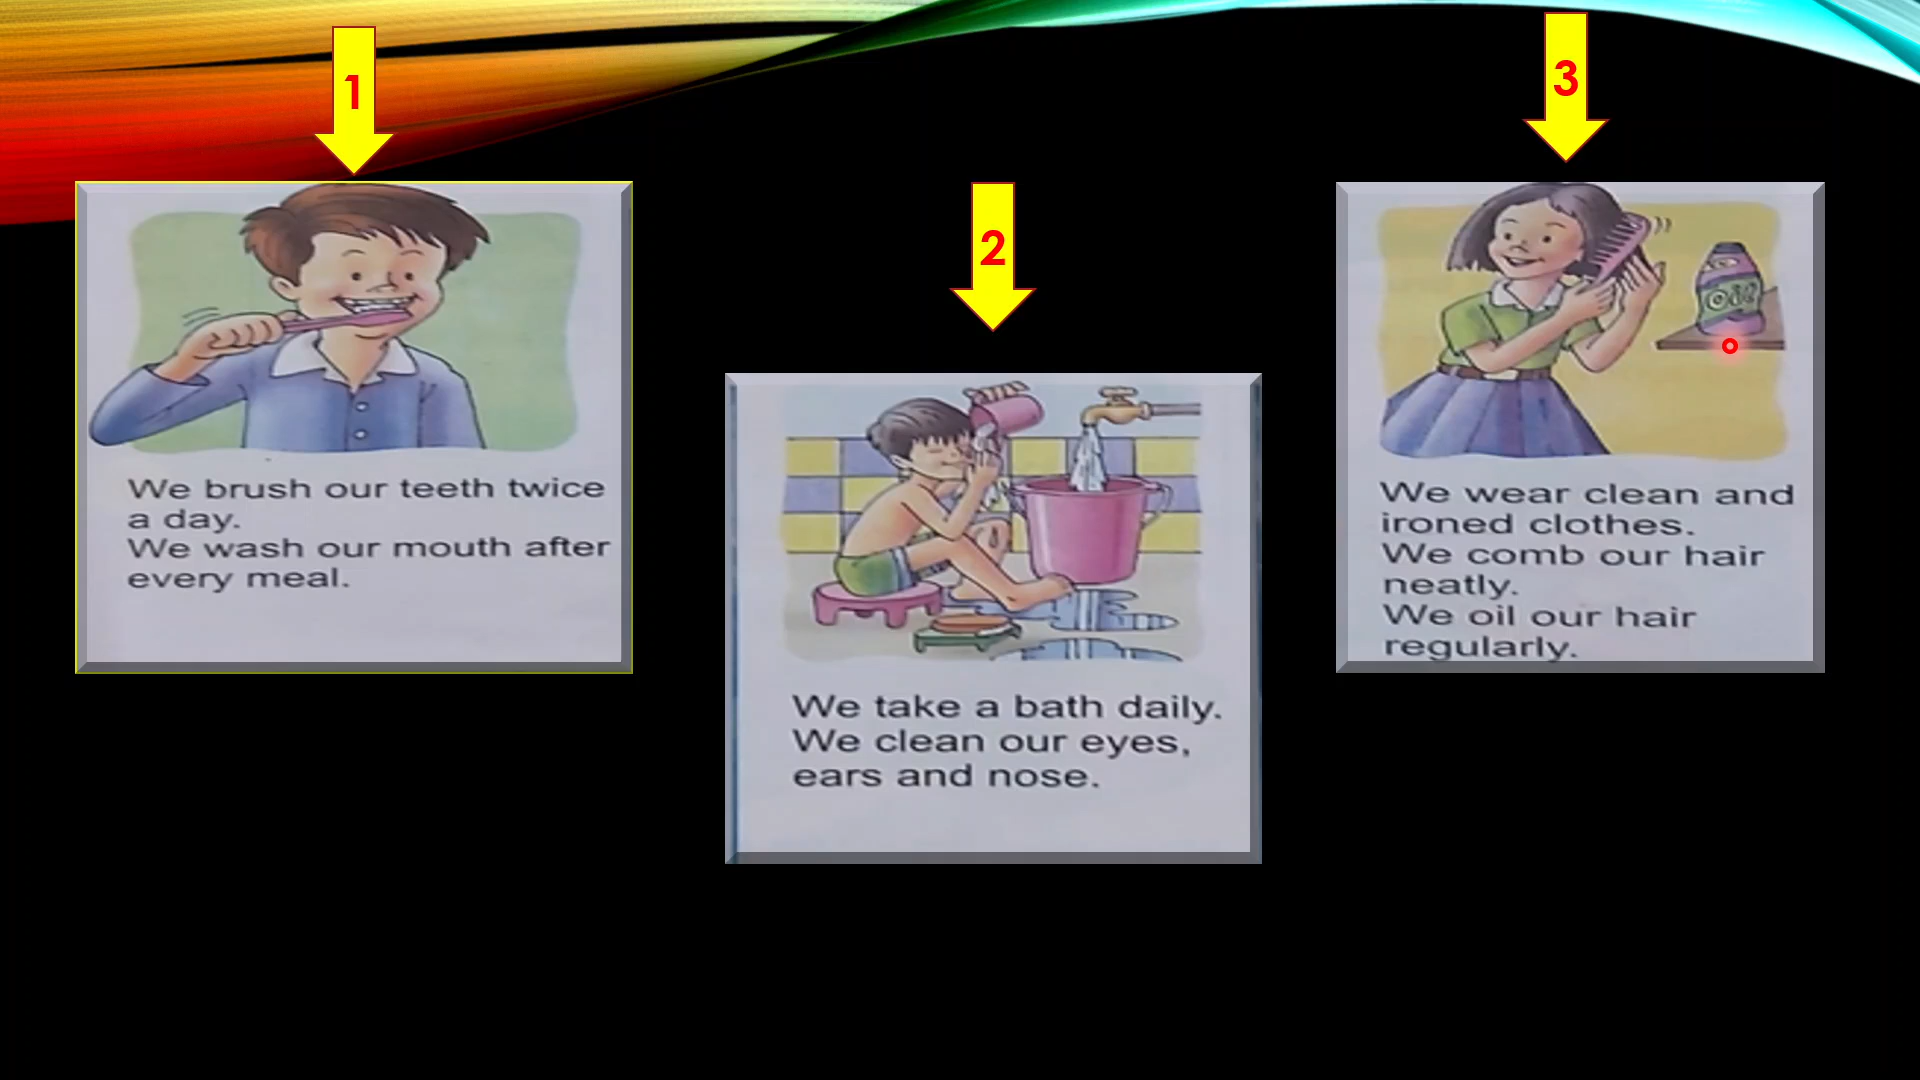 1
We brush our teeth twice
a day.
We wash our mouth after
every meal.
2
We take a bath daily.
We clean our eyes,
ears and nose.
3
Oil
We wear clean and
ironed clothes.
We comb our hair
neatly.
We oil our hair
regularly.